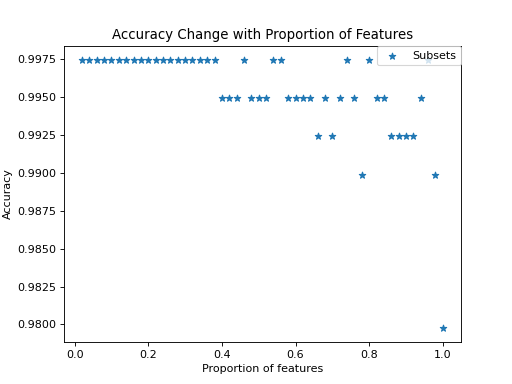 Accuracy Change with Proportion of Features
Subsets
Accuracy
0.9975
0.9950
0.9925
0.9900
0.9875
0.9850
0.9825
0.9800
0.0 0.2 0.4 0.6 0.8 1.0
Proportion of features